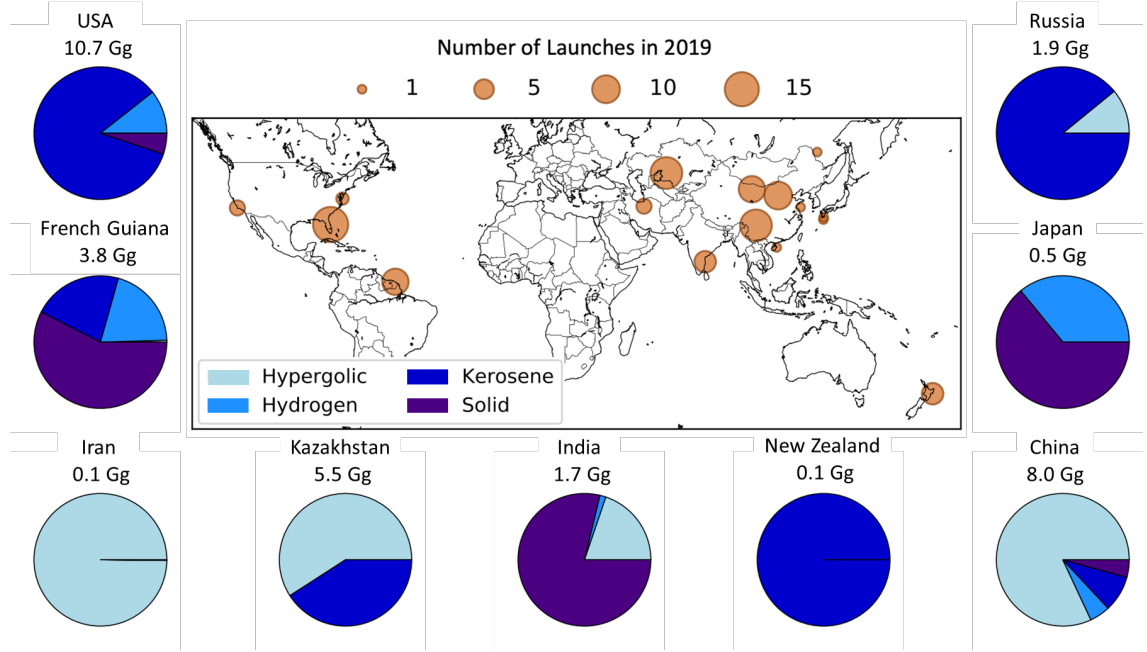 USA
10.7 Gg
Number of Launches in 2019
1 5 10 15
Russia
1.9 Gg
French Guiana
3.8 Gg
Japan
0.5 Gg
Hypergolic Kerosene
Hydrogen Solid
Iran
0.1 Gg
Kazakhstan
5.5 Gg
India
1.7 Gg
New Zealand
0.1 Gg
China
8.0 Gg